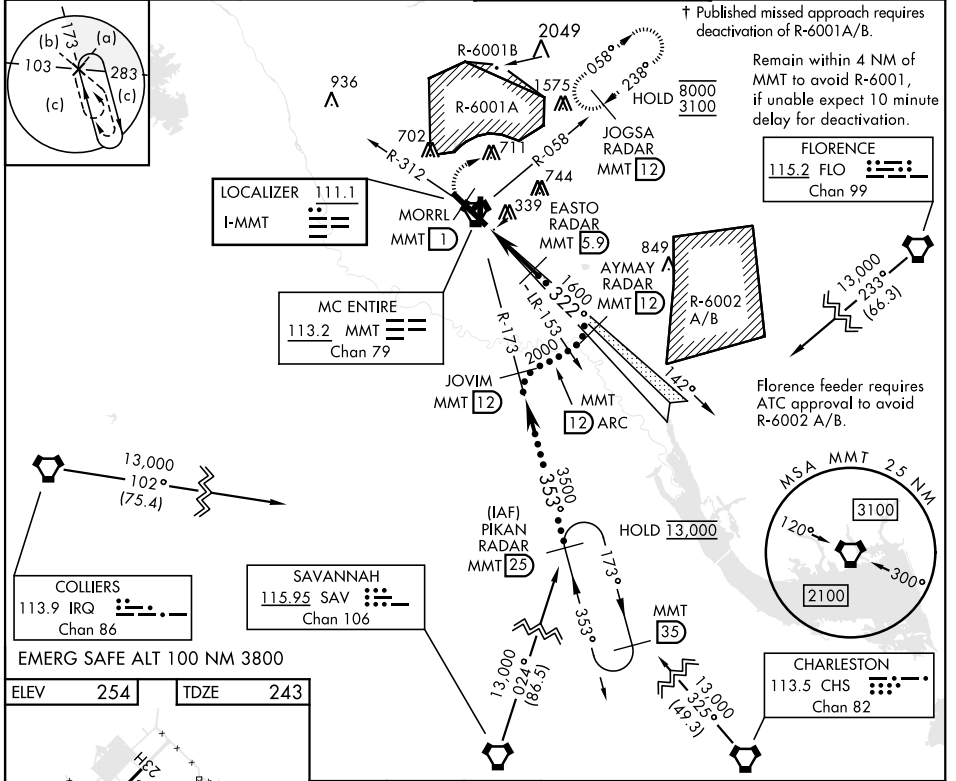 † Published missed approach requires
deactivation of R-6001A/B.
Remain within 4 NM of
MMT to avoid R-6001,
if unable expect 10 minute
delay for deactivation.
173
(b)
(a)
103
283
(c)
(c)
936
R-6001B
2049
R-6001A
1575
058°
238°
HOLD 8000
3100
JOGSA
RADAR
MMT 12
702
711
R-312
R-058
744
339
LOCALIZER 111.1
I-MMT
MORRL
MMT 1
EASTO
RADAR
MMT 5.9
849
AYMAY
RADAR
MMT 12
R-6002
A/B
FLORENCE
115.2 FLO
Chan 99
13,000
233°
(66.3)
MC ENTIRE
113.2 MMT
Chan 79
1600
322°
LR-153
R-173
2000
142°
JOVIM
MMT 12
MMT
12 ARC
Florence feeder requires
ATC approval to avoid
R-6002 A/B.
13,000
102°
(75.4)
3500
353°
(IAF)
PIKAN
RADAR
MMT 25
HOLD 13,000
173°
353°
MMT
35
MSA MMT 25 NM
3100
120°
300°
2100
COLLIERS
113.9 IRQ
Chan 86
SAVANNAH
115.95 SAV
Chan 106
13,000
024°
(86.5)
13,000
325°
(49.3)
CHARLESTON
113.5 CHS
Chan 82
EMERG SAFE ALT 100 NM 3800
ELEV 254
TDZE 243
23H